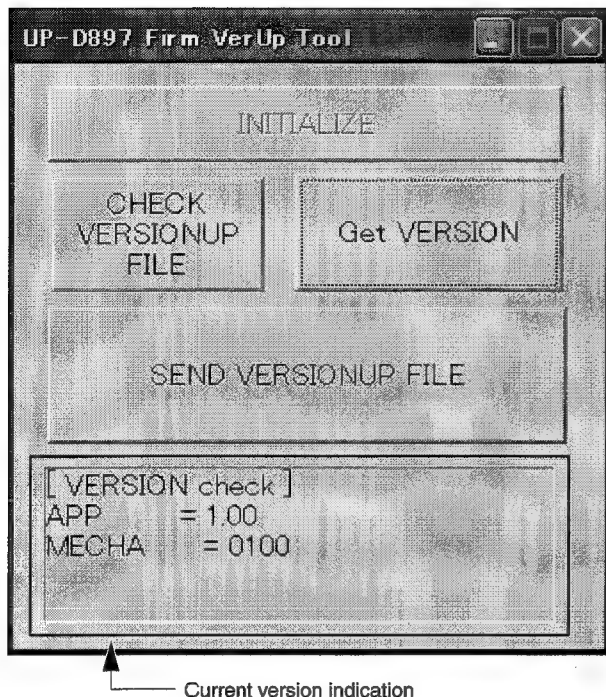 UP-D897 Firm VerUp Tool
INITIALIZE
CHECK
VERSIONUP
FILE
Get VERSION
SEND VERSIONUP FILE
[ VERSION check ]
APP = 1.00
MECHA = 0100
Current version indication